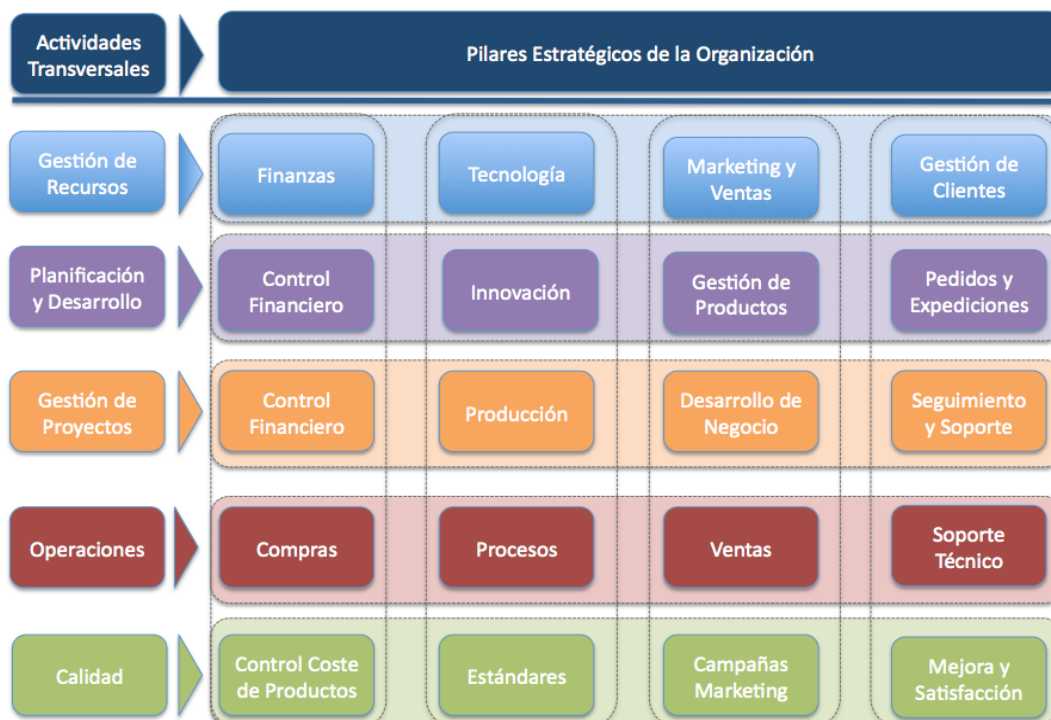 Actividades
Transversales
Pilares Estratégicos de la Organización
Gestión de
Recursos
Finanzas
Tecnología
Marketing y
Ventas
Gestión de
Clientes
Planificación
y Desarrollo
Control
Financiero
Innovación
Gestión de
Productos
Pedidos y
Expediciones
Gestión de
Proyectos
Control
Financiero
Producción
Desarrollo de
Negocio
Seguimiento
y Soporte
Operaciones
Compras
Procesos
Ventas
Soporte
Técnico
Calidad
Control Coste
de Productos
Estándares
Campañas
Marketing
Mejora y
Satisfacción